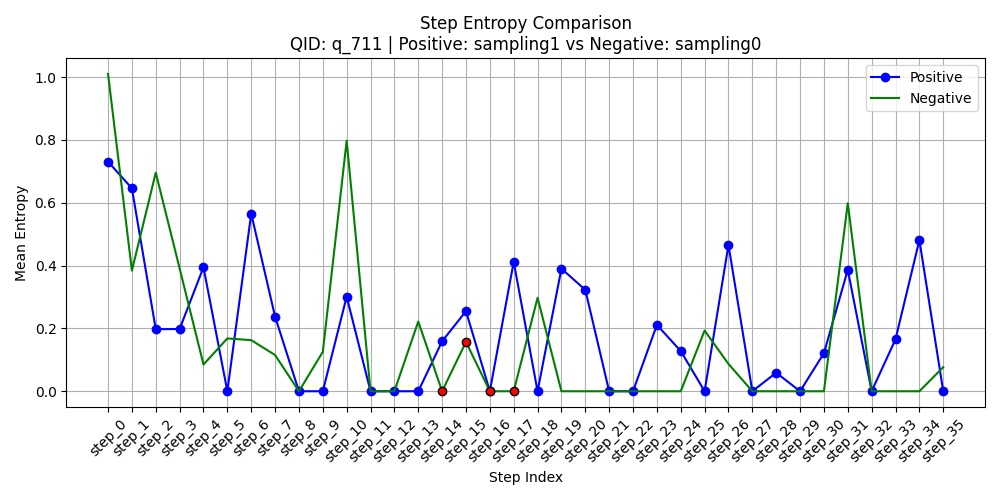 Step Entropy Comparison
QID: q_711 | Positive: sampling1 vs Negative: sampling0
Positive
Negative
Mean Entropy
1.0
0.8
0.6
0.4
0.2
0.0
step_0 step_1 step_2 step_3 step_4 step_5 step_6 step_7 step_8 step_9 step_10 step_11 step_12 step_13 step_14 step_15 step_16 step_17 step_18 step_19 step_20 step_21 step_22 step_23 step_24 step_25 step_26 step_27 step_28 step_29 step_30 step_31 step_32 step_33 step_34 step_35
Step Index